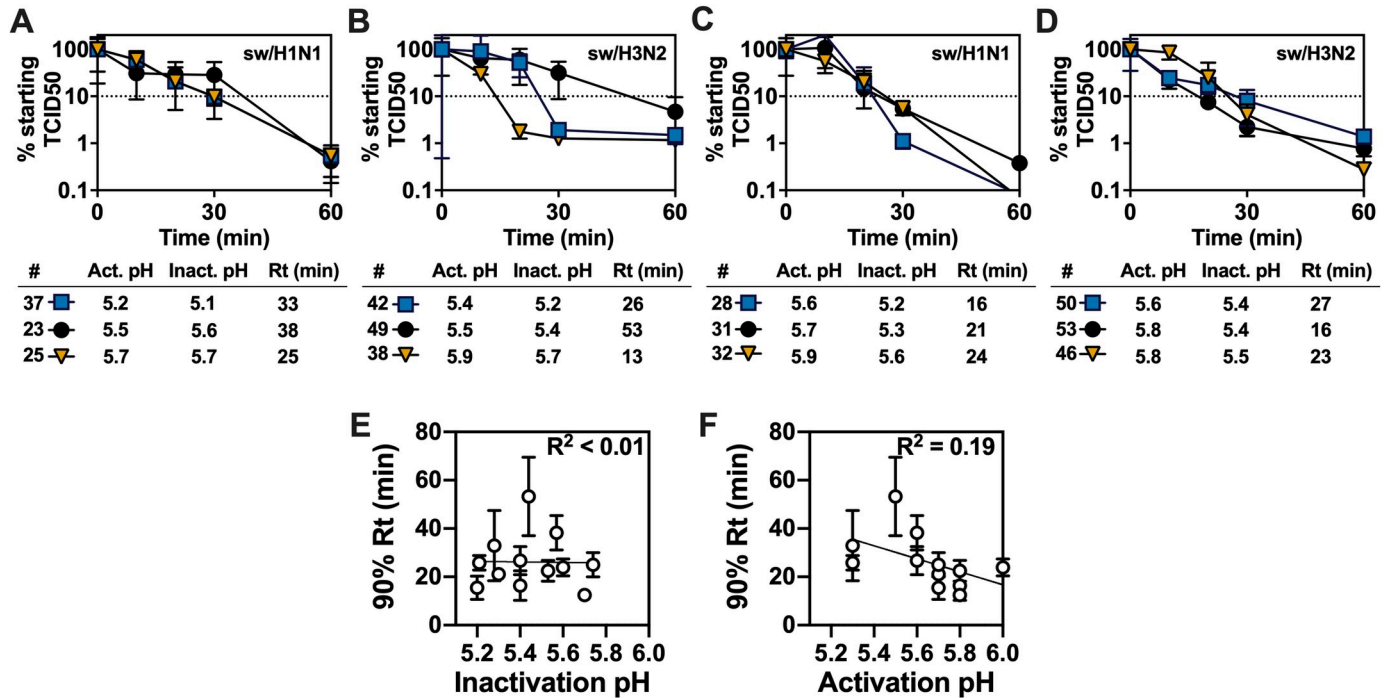 A
% starting
TCID50
sw/H1N1
100
10
1
0.1
0 30 60
Time (min)
# Act. pH Inact. pH Rt (min)
37 5.2 5.1 33
23 5.5 5.6 38
25 5.7 5.7 25
B
% starting
TCID50
sw/H3N2
100
10
1
0.1
0 30 60
Time (min)
# Act. pH Inact. pH Rt (min)
42 5.4 5.2 26
49 5.5 5.4 53
38 5.9 5.7 13
C
% starting
TCID50
sw/H1N1
100
10
1
0.1
0 30 60
Time (min)
# Act. pH Inact. pH Rt (min)
28 5.6 5.2 16
31 5.7 5.3 21
32 5.9 5.6 24
D
% starting
TCID50
sw/H3N2
100
10
1
0.1
0 30 60
Time (min)
# Act. pH Inact. pH Rt (min)
50 5.6 5.4 27
53 5.8 5.4 16
46 5.8 5.5 23
E
90% Rt (min)
R² < 0.01
80
60
40
20
0
5.2 5.4 5.6 5.8 6.0
Inactivation pH
F
90% Rt (min)
R² = 0.19
80
60
40
20
0
5.2 5.4 5.6 5.8 6.0
Activation pH